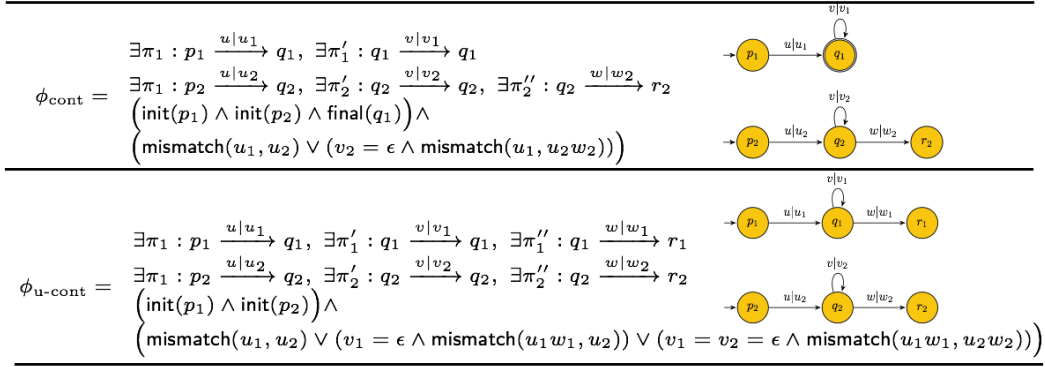 ∃π₁ : p₁ —u|u₁→ q₁, ∃π′₁ : q₁ —v|v₁→ q₁
∃π₁ : p₂ —u|u₂→ q₂, ∃π′₂ : q₂ —v|v₂→ q₂, ∃π″₂ : q₂ —w|w₂→ r₂
ϕ_cont =
(init(p₁) ∧ init(p₂) ∧ final(q₁))∧
(mismatch(u₁, u₂) ∨ (v₂ = ϵ ∧ mismatch(u₁, u₂w₂)))
v|v₁
p₁ u|u₁ q₁
v|v₂
p₂ u|u₂ q₂ w|w₂ r₂
∃π₁ : p₁ —u|u₁→ q₁, ∃π′₁ : q₁ —v|v₁→ q₁, ∃π″₁ : q₁ —w|w₁→ r₁
∃π₁ : p₂ —u|u₂→ q₂, ∃π′₂ : q₂ —v|v₂→ q₂, ∃π″₂ : q₂ —w|w₂→ r₂
ϕ_u-cont =
(init(p₁) ∧ init(p₂))∧
(mismatch(u₁, u₂) ∨ (v₁ = ϵ ∧ mismatch(u₁w₁, u₂)) ∨ (v₁ = v₂ = ϵ ∧ mismatch(u₁w₁, u₂w₂)))
v|v₁
p₁ u|u₁ q₁ w|w₁ r₁
v|v₂
p₂ u|u₂ q₂ w|w₂ r₂